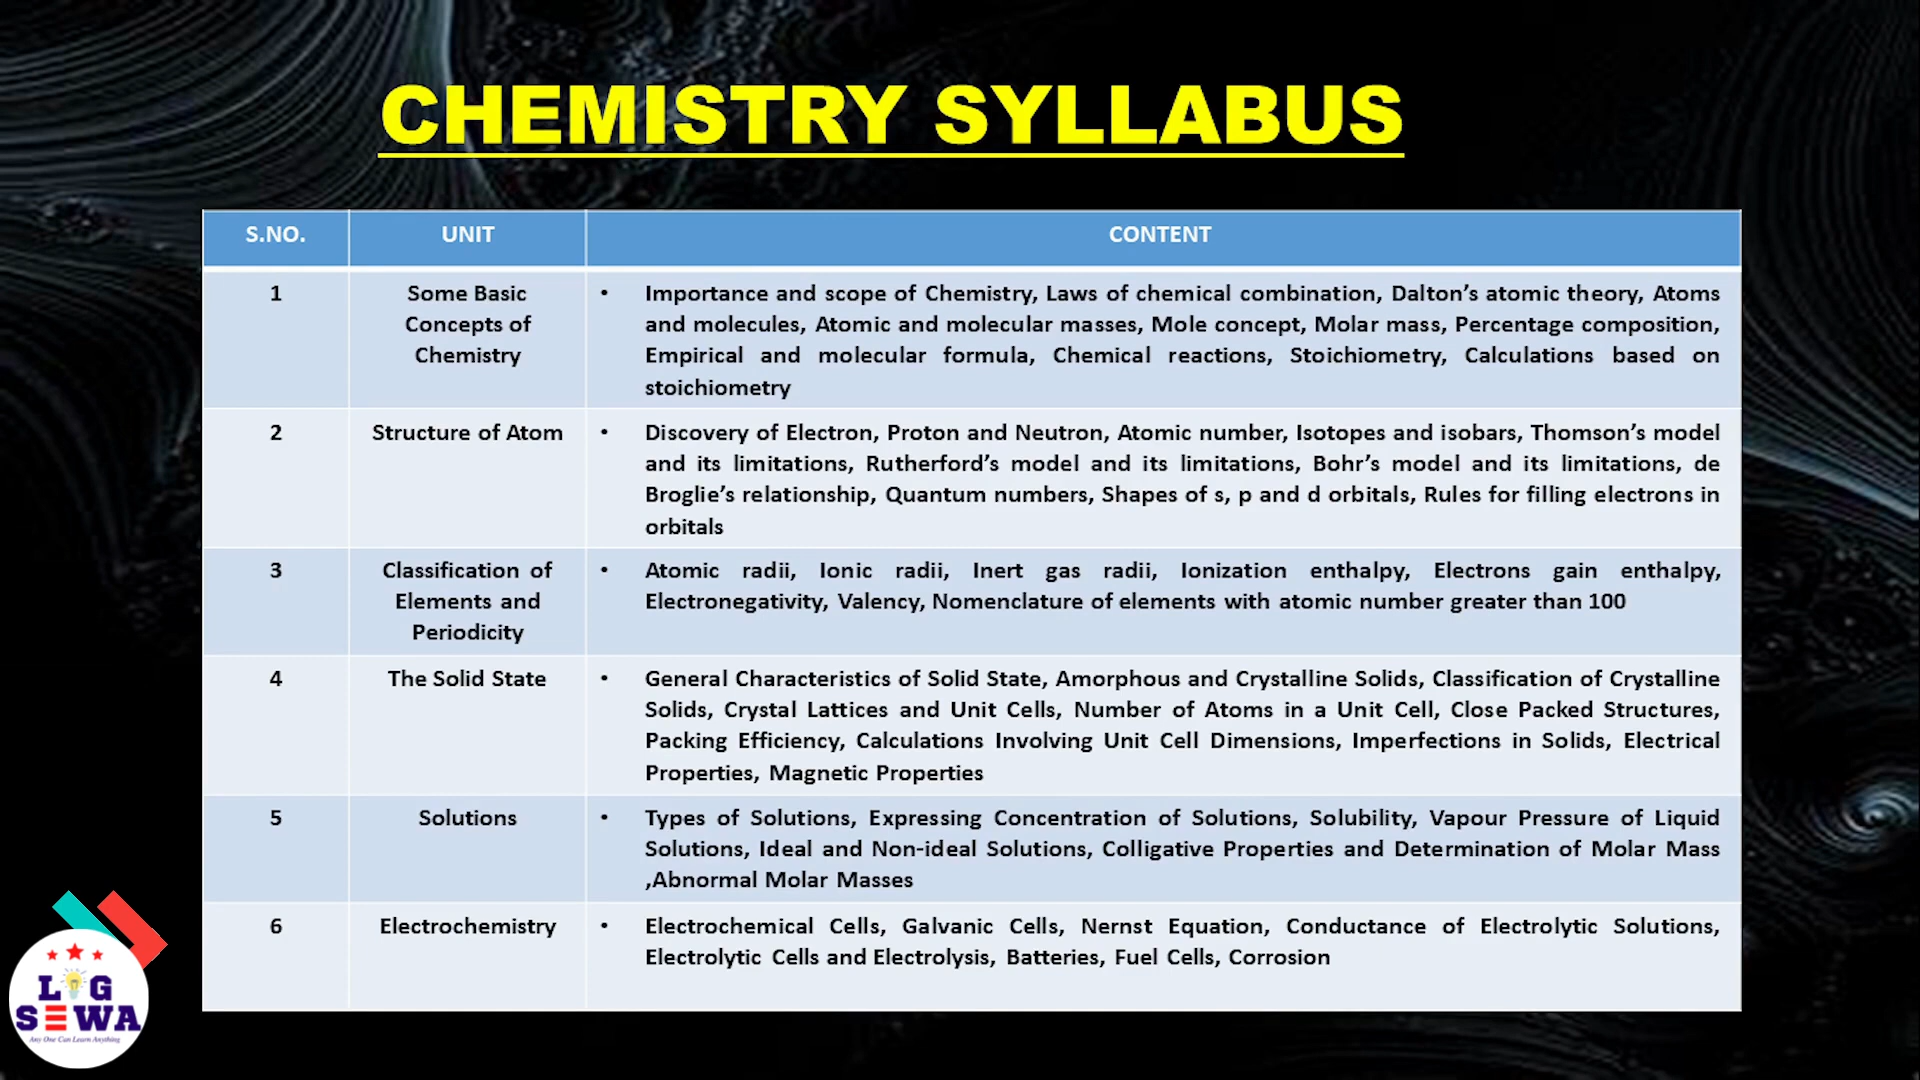 CHEMISTRY SYLLABUS
S.NO. UNIT CONTENT
1 Some Basic Concepts of Chemistry
• Importance and scope of Chemistry, Laws of chemical combination, Dalton’s atomic theory, Atoms
and molecules, Atomic and molecular masses, Mole concept, Molar mass, Percentage composition,
Empirical and molecular formula, Chemical reactions, Stoichiometry, Calculations based on
stoichiometry
2 Structure of Atom
• Discovery of Electron, Proton and Neutron, Atomic number, Isotopes and isobars, Thomson’s model
and its limitations, Rutherford’s model and its limitations, Bohr’s model and its limitations, de
Broglie’s relationship, Quantum numbers, Shapes of s, p and d orbitals, Rules for filling electrons in
orbitals
3 Classification of Elements and Periodicity
• Atomic radii, Ionic radii, Inert gas radii, Ionization enthalpy, Electrons gain enthalpy,
Electronegativity, Valency, Nomenclature of elements with atomic number greater than 100
4 The Solid State
• General Characteristics of Solid State, Amorphous and Crystalline Solids, Classification of Crystalline
Solids, Crystal Lattices and Unit Cells, Number of Atoms in a Unit Cell, Close Packed Structures,
Packing Efficiency, Calculations Involving Unit Cell Dimensions, Imperfections in Solids, Electrical
Properties, Magnetic Properties
5 Solutions
• Types of Solutions, Expressing Concentration of Solutions, Solubility, Vapour Pressure of Liquid
Solutions, Ideal and Non-ideal Solutions, Colligative Properties and Determination of Molar Mass
,Abnormal Molar Masses
6 Electrochemistry
• Electrochemical Cells, Galvanic Cells, Nernst Equation, Conductance of Electrolytic Solutions,
Electrolytic Cells and Electrolysis, Batteries, Fuel Cells, Corrosion
LIG
SEWA
Any One Can Learn Anything